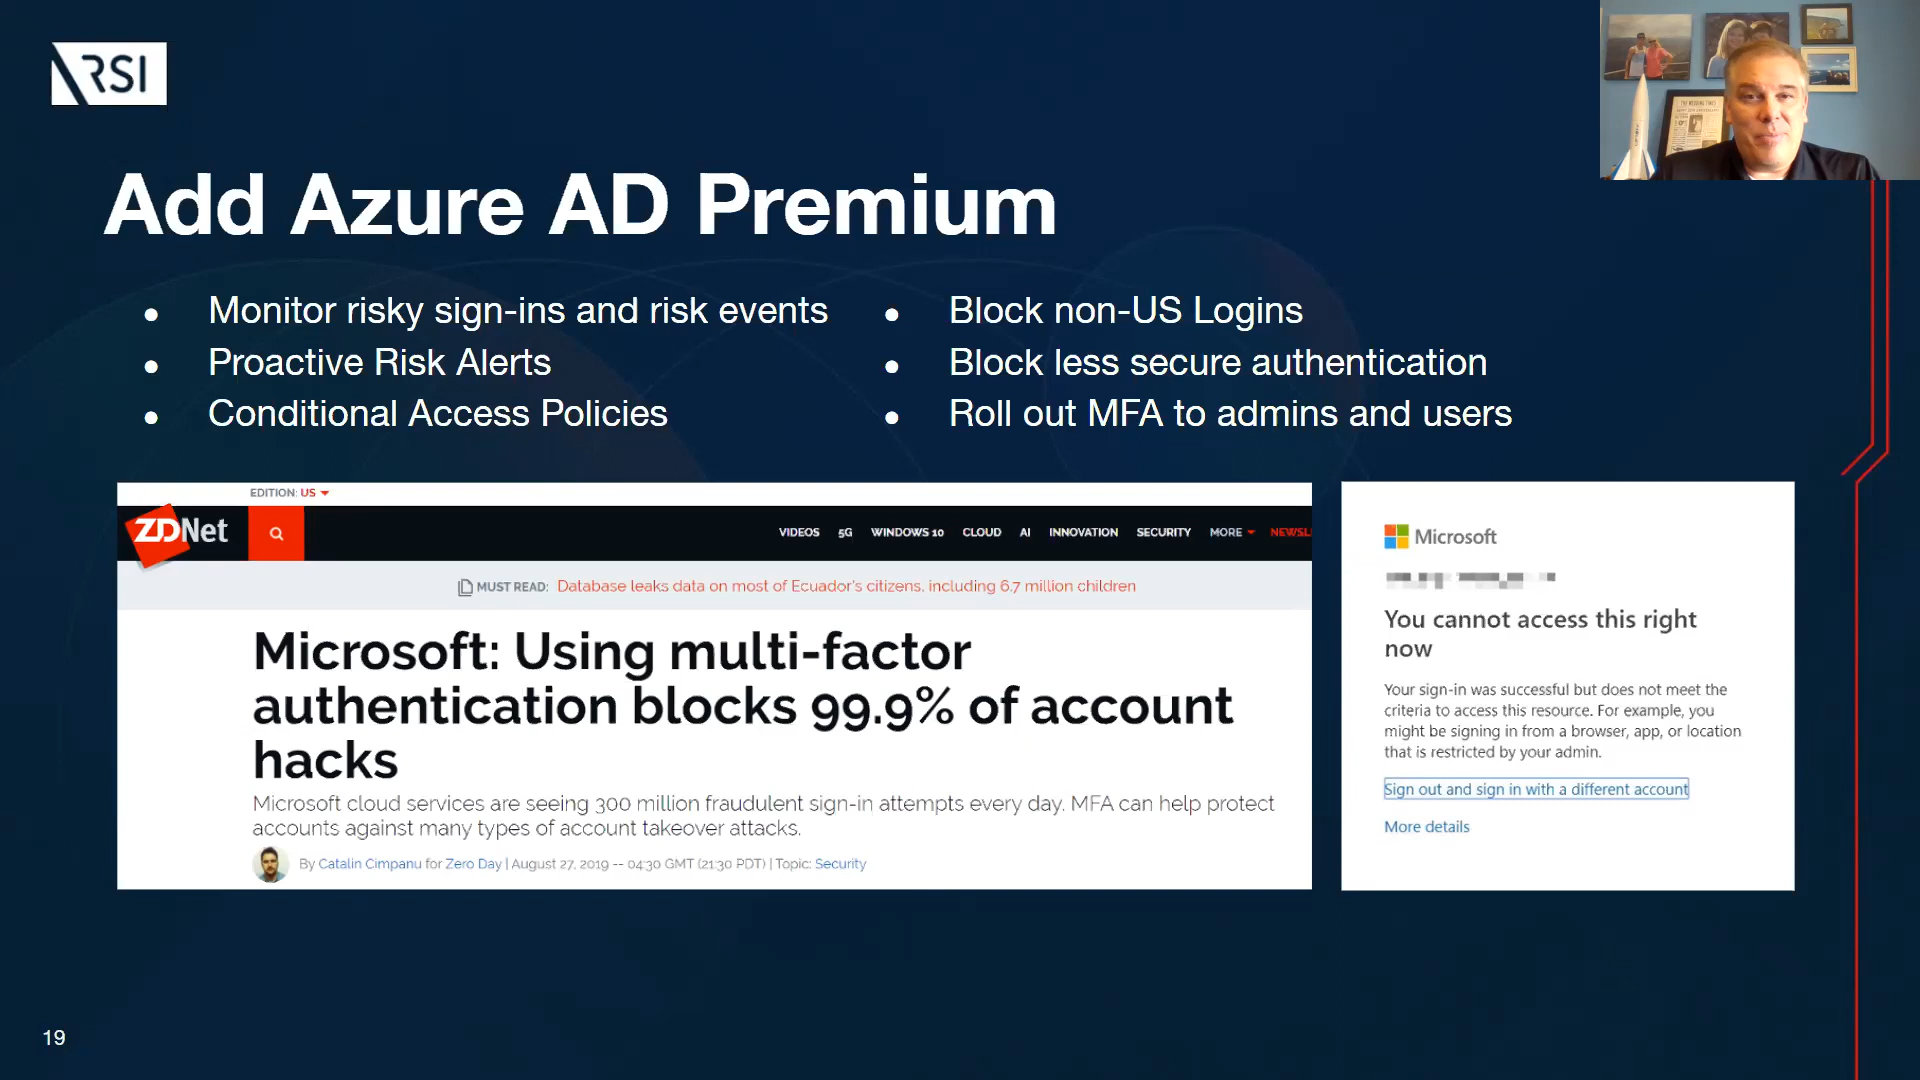 RSI
Add Azure AD Premium
• Monitor risky sign-ins and risk events
• Proactive Risk Alerts
• Conditional Access Policies
• Block non-US Logins
• Block less secure authentication
• Roll out MFA to admins and users
EDITION: US
ZDNet
VIDEOS 5G WINDOWS 10 CLOUD AI INNOVATION SECURITY MORE NEWSL
MUST READ: Database leaks data on most of Ecuador's citizens, including 6.7 million children
Microsoft: Using multi-factor
authentication blocks 99.9% of account
hacks
Microsoft cloud services are seeing 300 million fraudulent sign-in attempts every day. MFA can help protect
accounts against many types of account takeover attacks.
By Catalin Cimpanu for Zero Day | August 27, 2019 -- 04:30 GMT (21:30 PDT) | Topic: Security
Microsoft
You cannot access this right
now
Your sign-in was successful but does not meet the
criteria to access this resource. For example, you
might be signing in from a browser, app, or location
that is restricted by your admin.
Sign out and sign in with a different account
More details
19